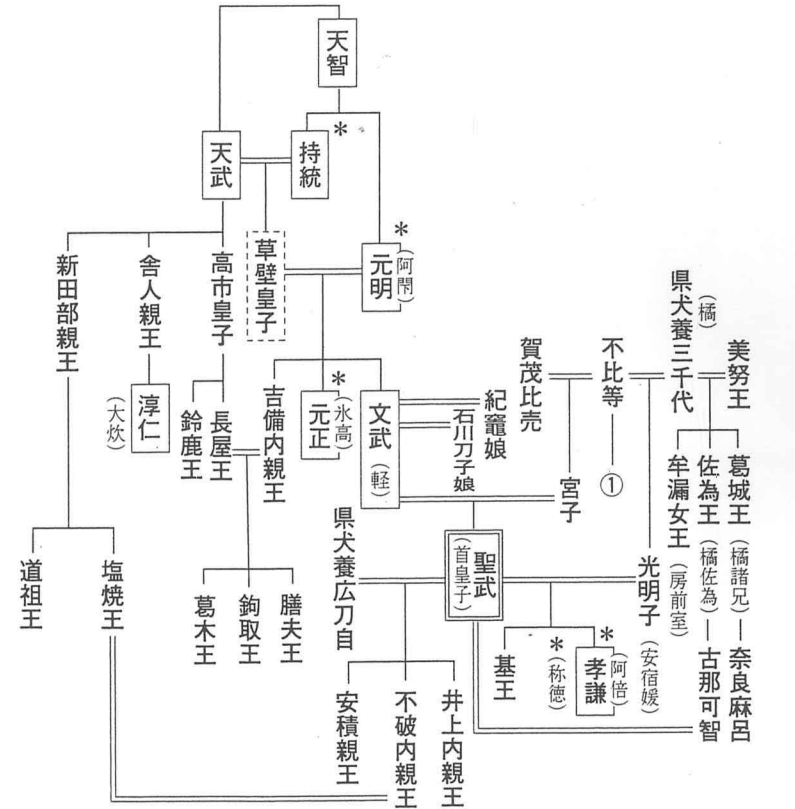 天智
天武
持統
*
新田部親王
舎人親王
高市皇子
草壁皇子
元明
(阿閇)
*
淳仁
(大炊)
鈴鹿王
長屋王
吉備内親王
元正
(氷高)
*
文武
(軽)
紀竈娘
石川刀子娘
賀茂比売
不比等
①
県犬養三千代
(橘)
美努王
宮子
牟漏女王
(房前室)
佐為王
(橘佐為)
葛城王
(橘諸兄)
古那可智
奈良麻呂
道祖王
塩焼王
葛木王
鉤取王
膳夫王
県犬養広刀自
聖武
(首皇子)
光明子
(安宿媛)
安積親王
不破内親王
井上内親王
基王
*
(称徳)
*
孝謙
(阿倍)